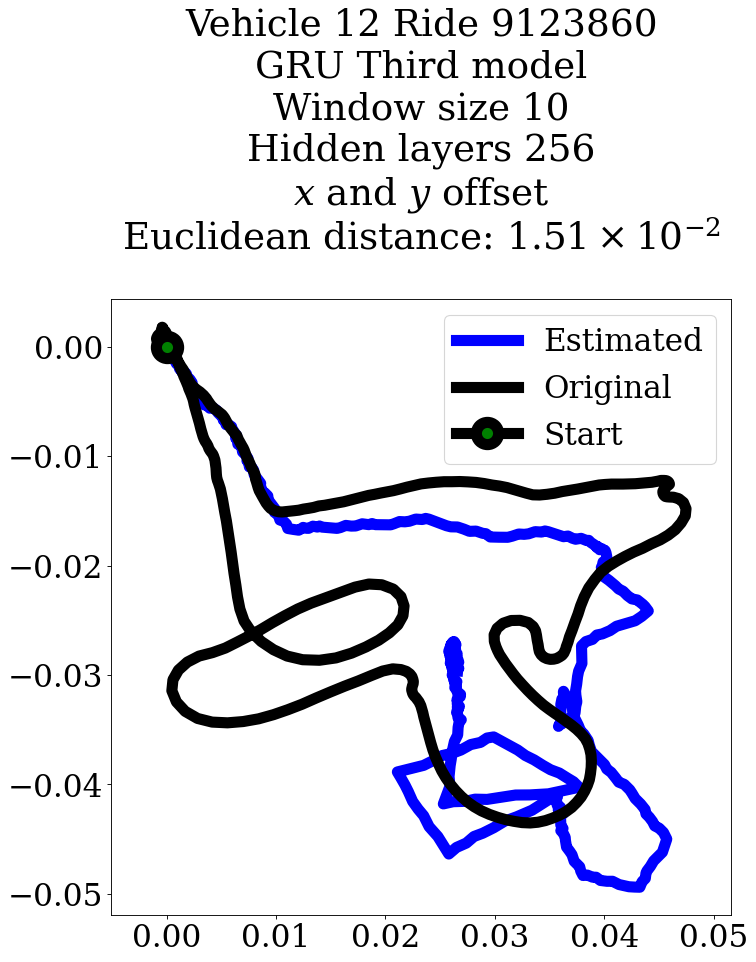 Vehicle 12 Ride 9123860
GRU Third model
Window size 10
Hidden layers 256
x and y offset
Euclidean distance: 1.51 × 10⁻²
Estimated
Original
Start
0.00
−0.01
−0.02
−0.03
−0.04
−0.05
0.00 0.01 0.02 0.03 0.04 0.05